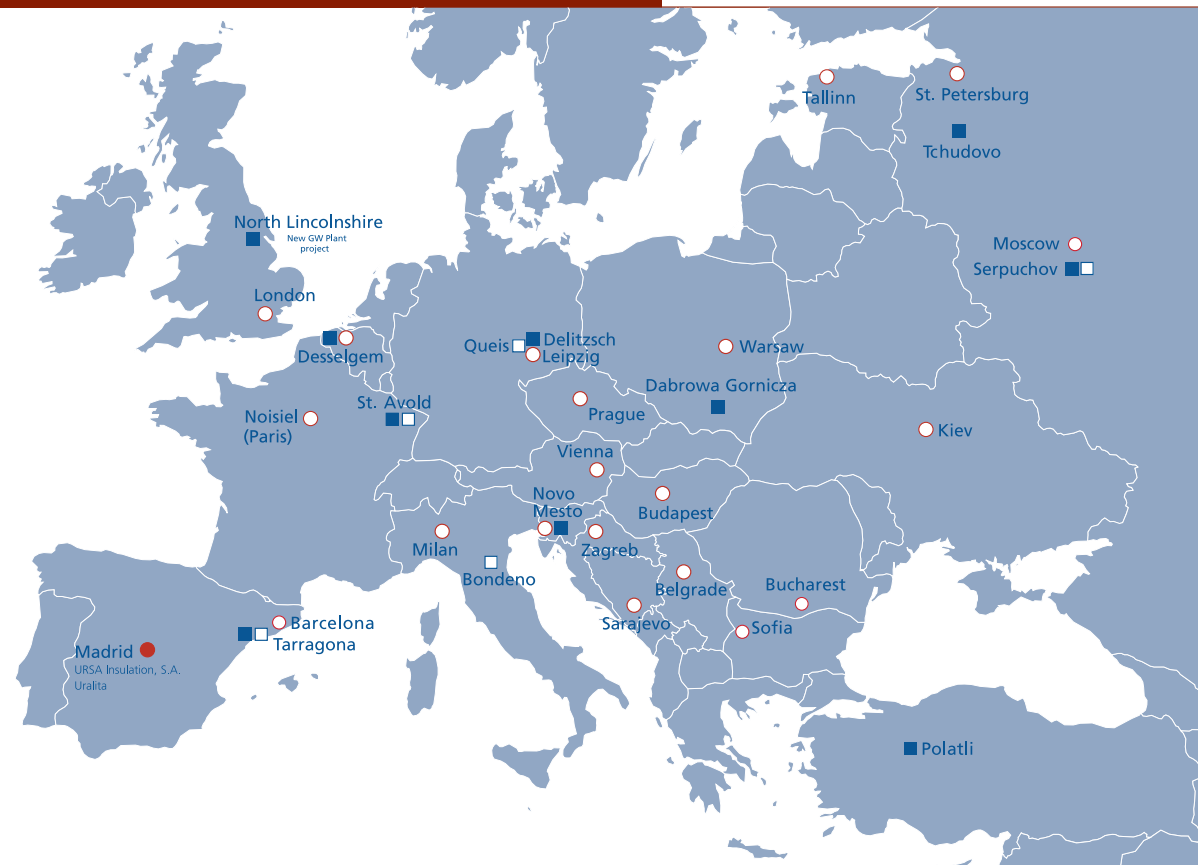 Tallinn
St. Petersburg
Tchudovo
North Lincolnshire
New GW Plant
project
Moscow
Serpuchov
London
Desselgem
Queis
Delitzsch
Leipzig
Warsaw
Dabrowa Gornicza
St. Avold
Noisiel
(Paris)
Prague
Kiev
Vienna
Novo
Mesto
Budapest
Milan
Zagreb
Bondeno
Belgrade
Bucharest
Sarajevo
Sofia
Barcelona
Tarragona
Madrid
URSA Insulation, S.A.
Uralita
Polatli